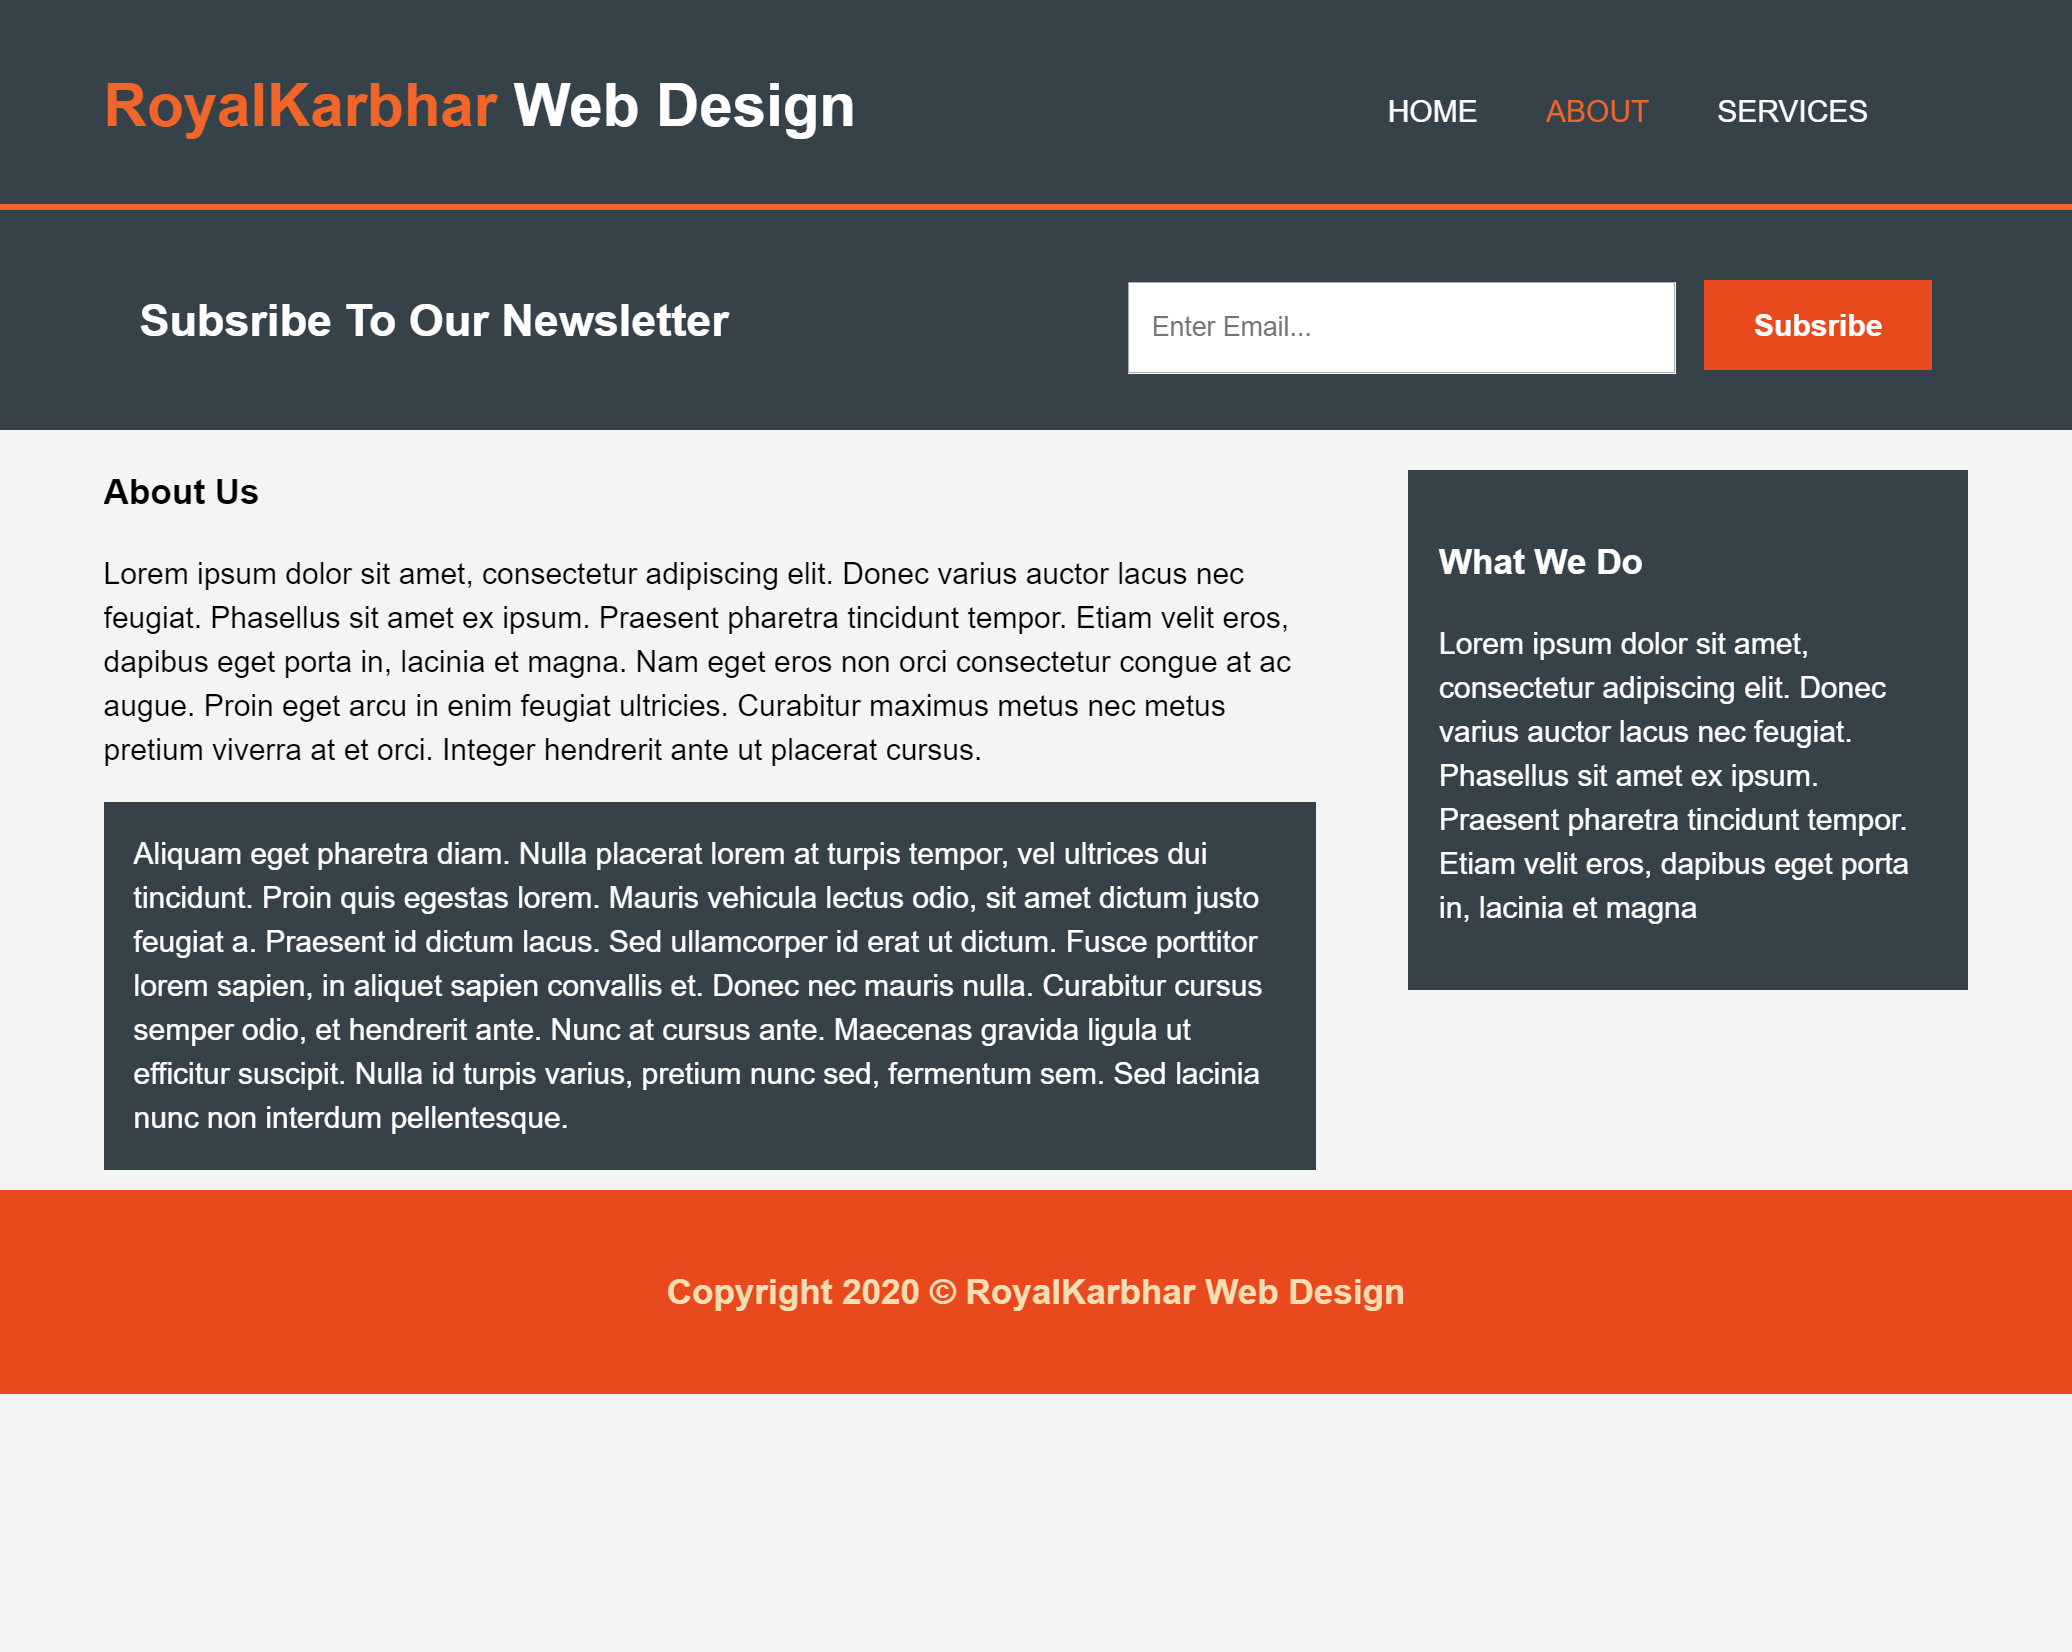 RoyalKarbhar Web Design
HOME ABOUT SERVICES
Subsribe To Our Newsletter
Enter Email...
Subsribe
About Us
Lorem ipsum dolor sit amet, consectetur adipiscing elit. Donec varius auctor lacus nec
feugiat. Phasellus sit amet ex ipsum. Praesent pharetra tincidunt tempor. Etiam velit eros,
dapibus eget porta in, lacinia et magna. Nam eget eros non orci consectetur congue at ac
augue. Proin eget arcu in enim feugiat ultricies. Curabitur maximus metus nec metus
pretium viverra at et orci. Integer hendrerit ante ut placerat cursus.
Aliquam eget pharetra diam. Nulla placerat lorem at turpis tempor, vel ultrices dui
tincidunt. Proin quis egestas lorem. Mauris vehicula lectus odio, sit amet dictum justo
feugiat a. Praesent id dictum lacus. Sed ullamcorper id erat ut dictum. Fusce porttitor
lorem sapien, in aliquet sapien convallis et. Donec nec mauris nulla. Curabitur cursus
semper odio, et hendrerit ante. Nunc at cursus ante. Maecenas gravida ligula ut
efficitur suscipit. Nulla id turpis varius, pretium nunc sed, fermentum sem. Sed lacinia
nunc non interdum pellentesque.
What We Do
Lorem ipsum dolor sit amet,
consectetur adipiscing elit. Donec
varius auctor lacus nec feugiat.
Phasellus sit amet ex ipsum.
Praesent pharetra tincidunt tempor.
Etiam velit eros, dapibus eget porta
in, lacinia et magna
Copyright 2020 © RoyalKarbhar Web Design